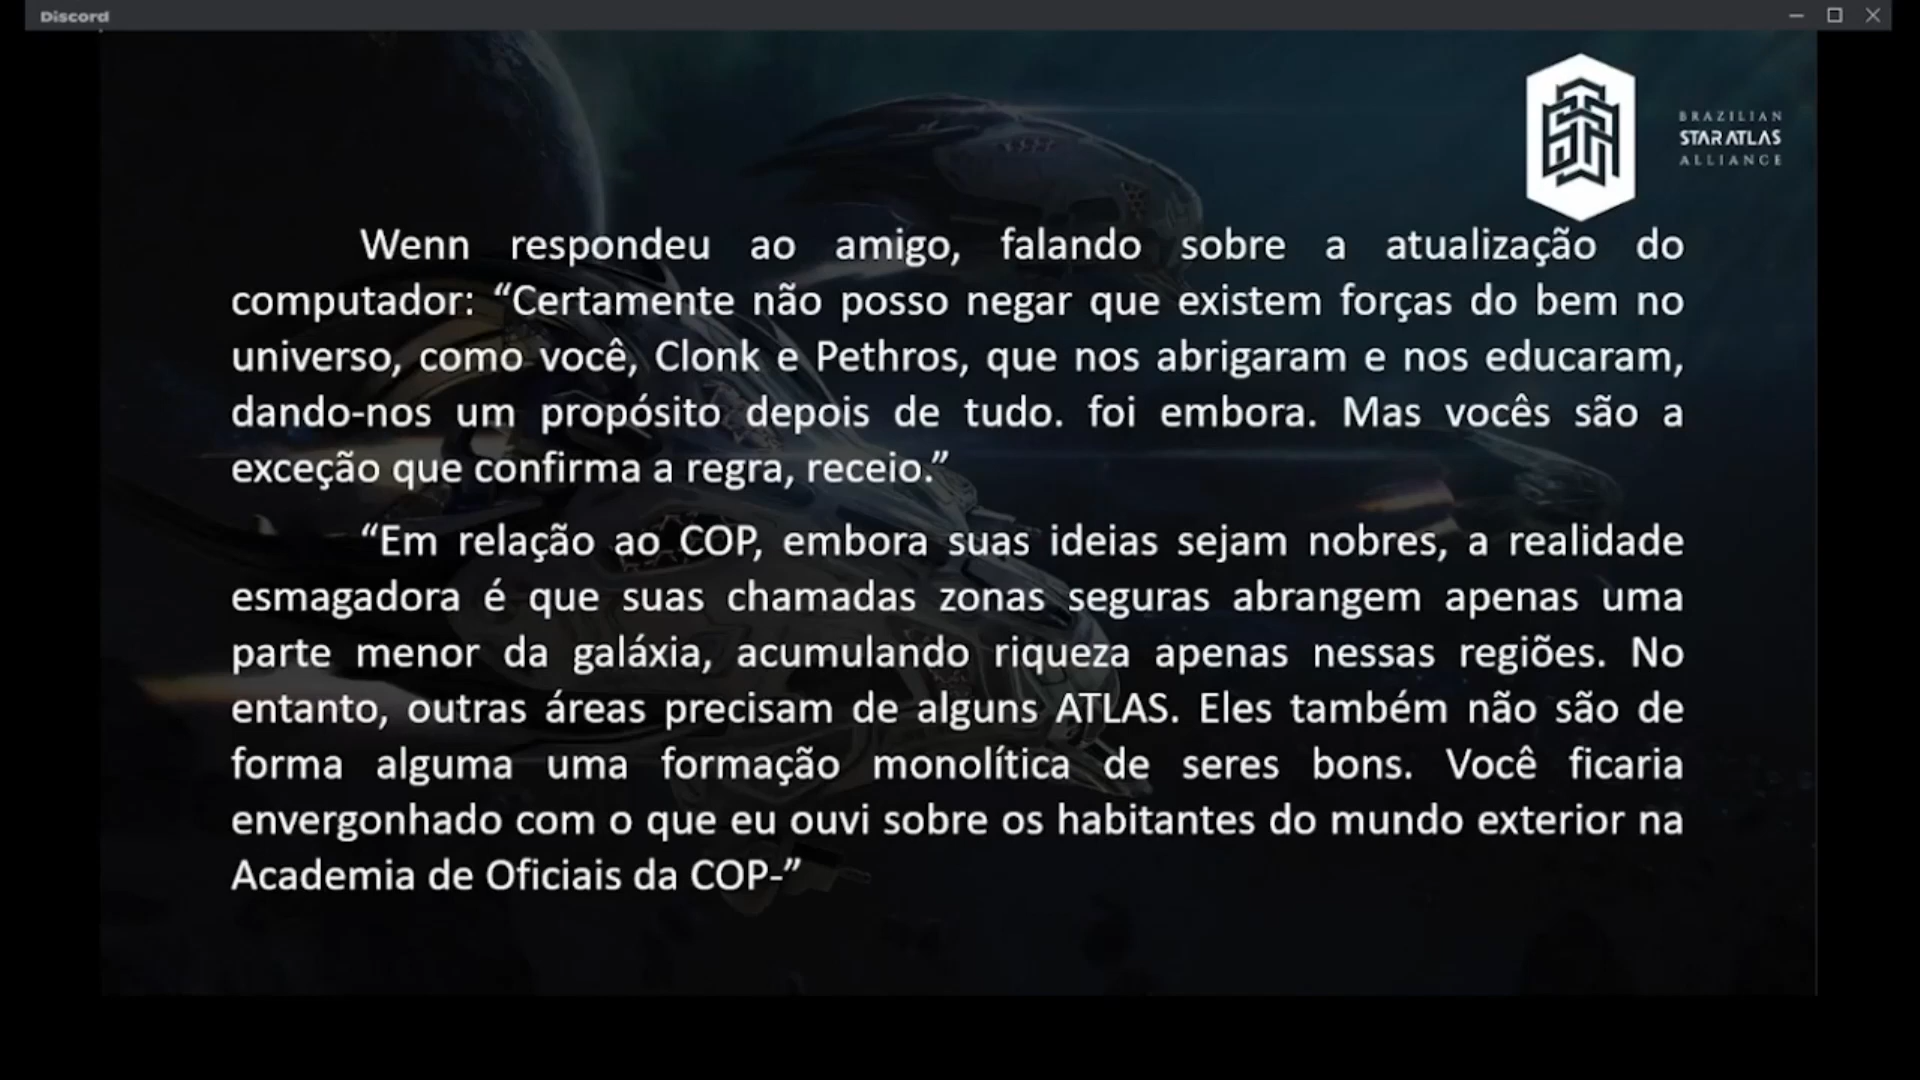 Discord
BRAZILIAN
STAR ATLAS
ALLIANCE
Wenn respondeu ao amigo, falando sobre a atualização do
computador: “Certamente não posso negar que existem forças do bem no
universo, como você, Clonk e Pethros, que nos abrigaram e nos educaram,
dando-nos um propósito depois de tudo. foi embora. Mas vocês são a
exceção que confirma a regra, receio.”
“Em relação ao COP, embora suas ideias sejam nobres, a realidade
esmagadora é que suas chamadas zonas seguras abrangem apenas uma
parte menor da galáxia, acumulando riqueza apenas nessas regiões. No
entanto, outras áreas precisam de alguns ATLAS. Eles também não são de
forma alguma uma formação monolítica de seres bons. Você ficaria
envergonhado com o que eu ouvi sobre os habitantes do mundo exterior na
Academia de Oficiais da COP-”